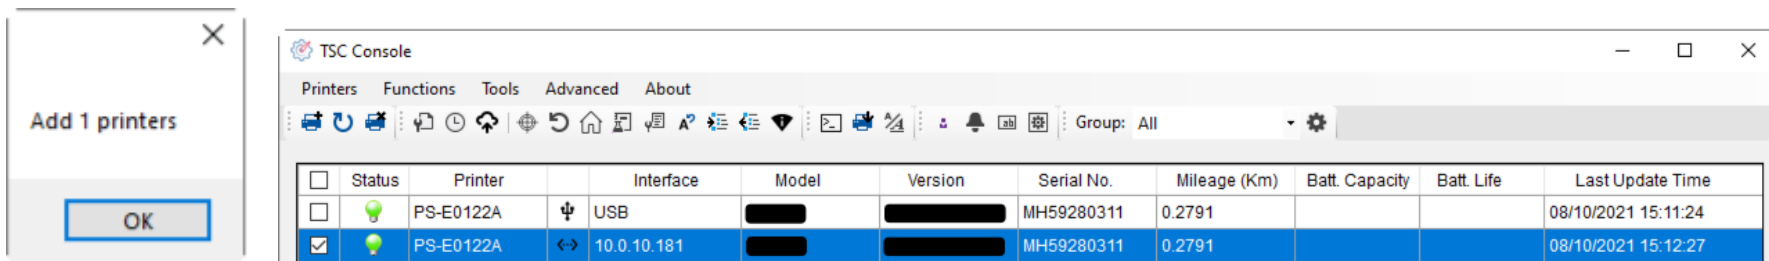 Add 1 printers
OK
TSC Console
Printers Functions Tools Advanced About
Group: All
Status Printer Interface Model Version Serial No. Mileage (Km) Batt. Capacity Batt. Life Last Update Time
PS-E0122A USB MH59280311 0.2791 08/10/2021 15:11:24
PS-E0122A 10.0.10.181 MH59280311 0.2791 08/10/2021 15:12:27